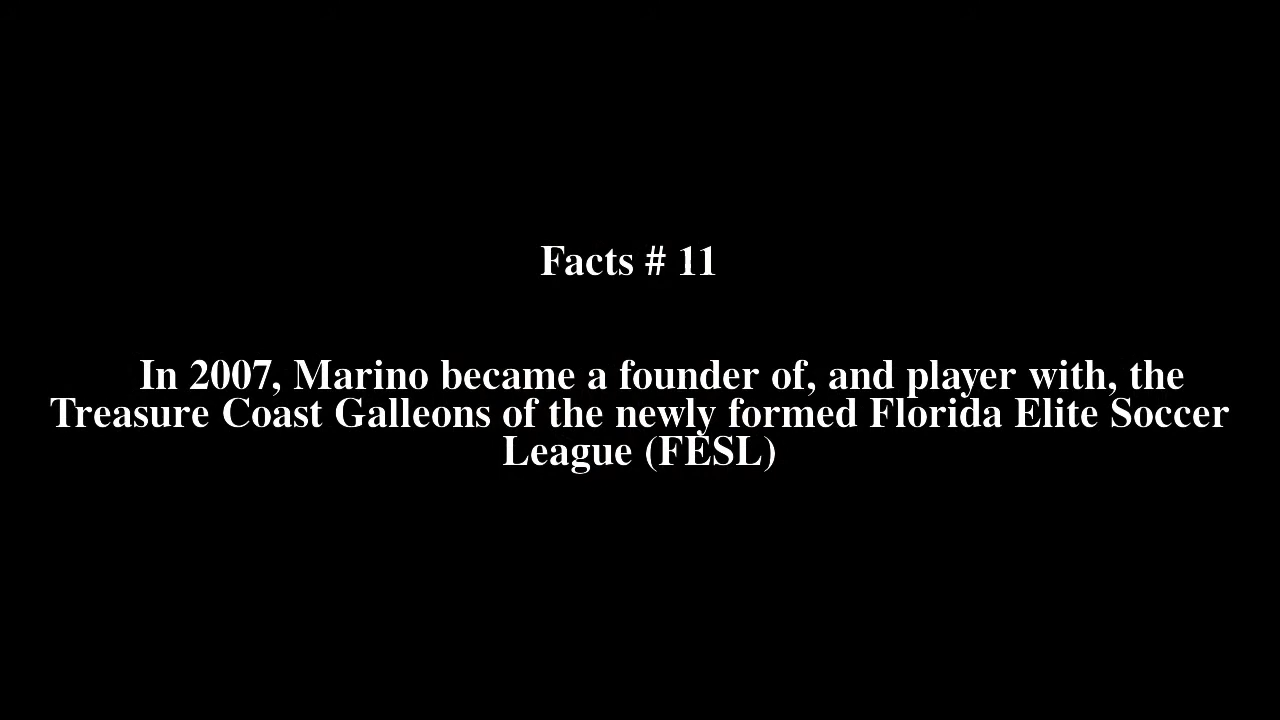 Facts # 11
In 2007, Marino became a founder of, and player with, the
Treasure Coast Galleons of the newly formed Florida Elite Soccer
League (FESL)